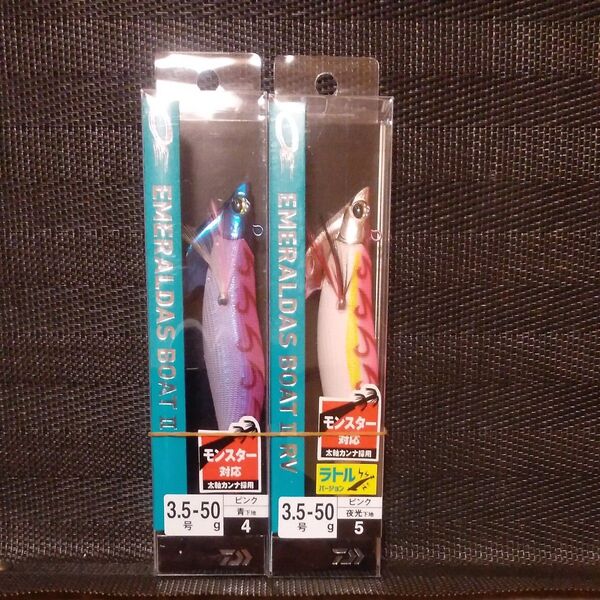 EMERALDAS BOAT II
モンスター
対応
太軸カンナ採用
3.5-50
号 g
ピンク
青下地
4
EMERALDAS BOAT II RV
モンスター
対応
太軸カンナ採用
ラトル
バージョン
3.5-50
号 g
ピンク
夜光下地
5